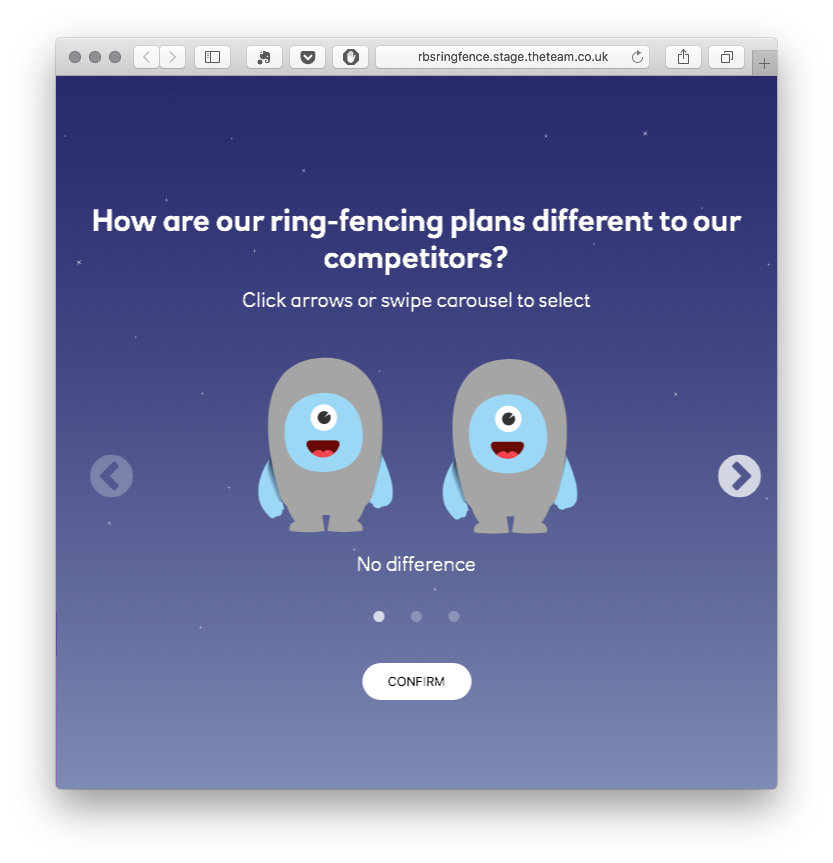 rbsringfence.stage.theteam.co.uk
How are our ring-fencing plans different to our
competitors?
Click arrows or swipe carousel to select
No difference
CONFIRM